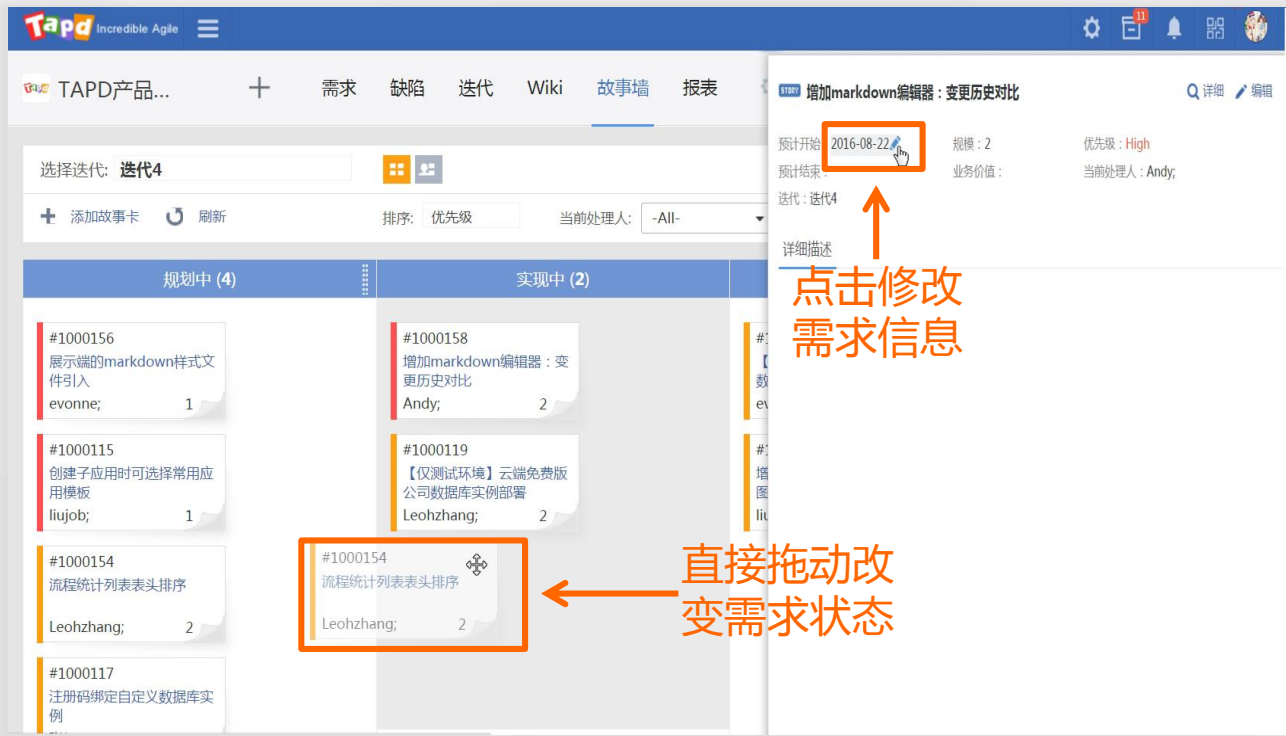 Tapd Incredible Agile
11
TAPD产品...
需求 缺陷 迭代 Wiki 故事墙 报表
选择迭代: 迭代4
添加故事卡 刷新
排序: 优先级 当前处理人: -All-
规划中 (4)
#1000156
展示端的markdown样式文
件引入
evonne; 1
#1000115
创建子应用时可选择常用应
用模板
liujob; 1
#1000154
流程统计列表表头排序
Leohzhang; 2
#1000117
注册码绑定自定义数据库实
例
实现中 (2)
#1000158
增加markdown编辑器：变
更历史对比
Andy; 2
#1000119
【仅测试环境】云端免费版
公司数据库实例部署
Leohzhang; 2
#1000154
流程统计列表表头排序
Leohzhang; 2
直接拖动改
变需求状态
STORY 增加markdown编辑器：变更历史对比
详细 编辑
预计开始: 2016-08-22 规模：2 优先级：High
预计结束： 业务价值： 当前处理人：Andy;
迭代：迭代4
详细描述
点击修改
需求信息